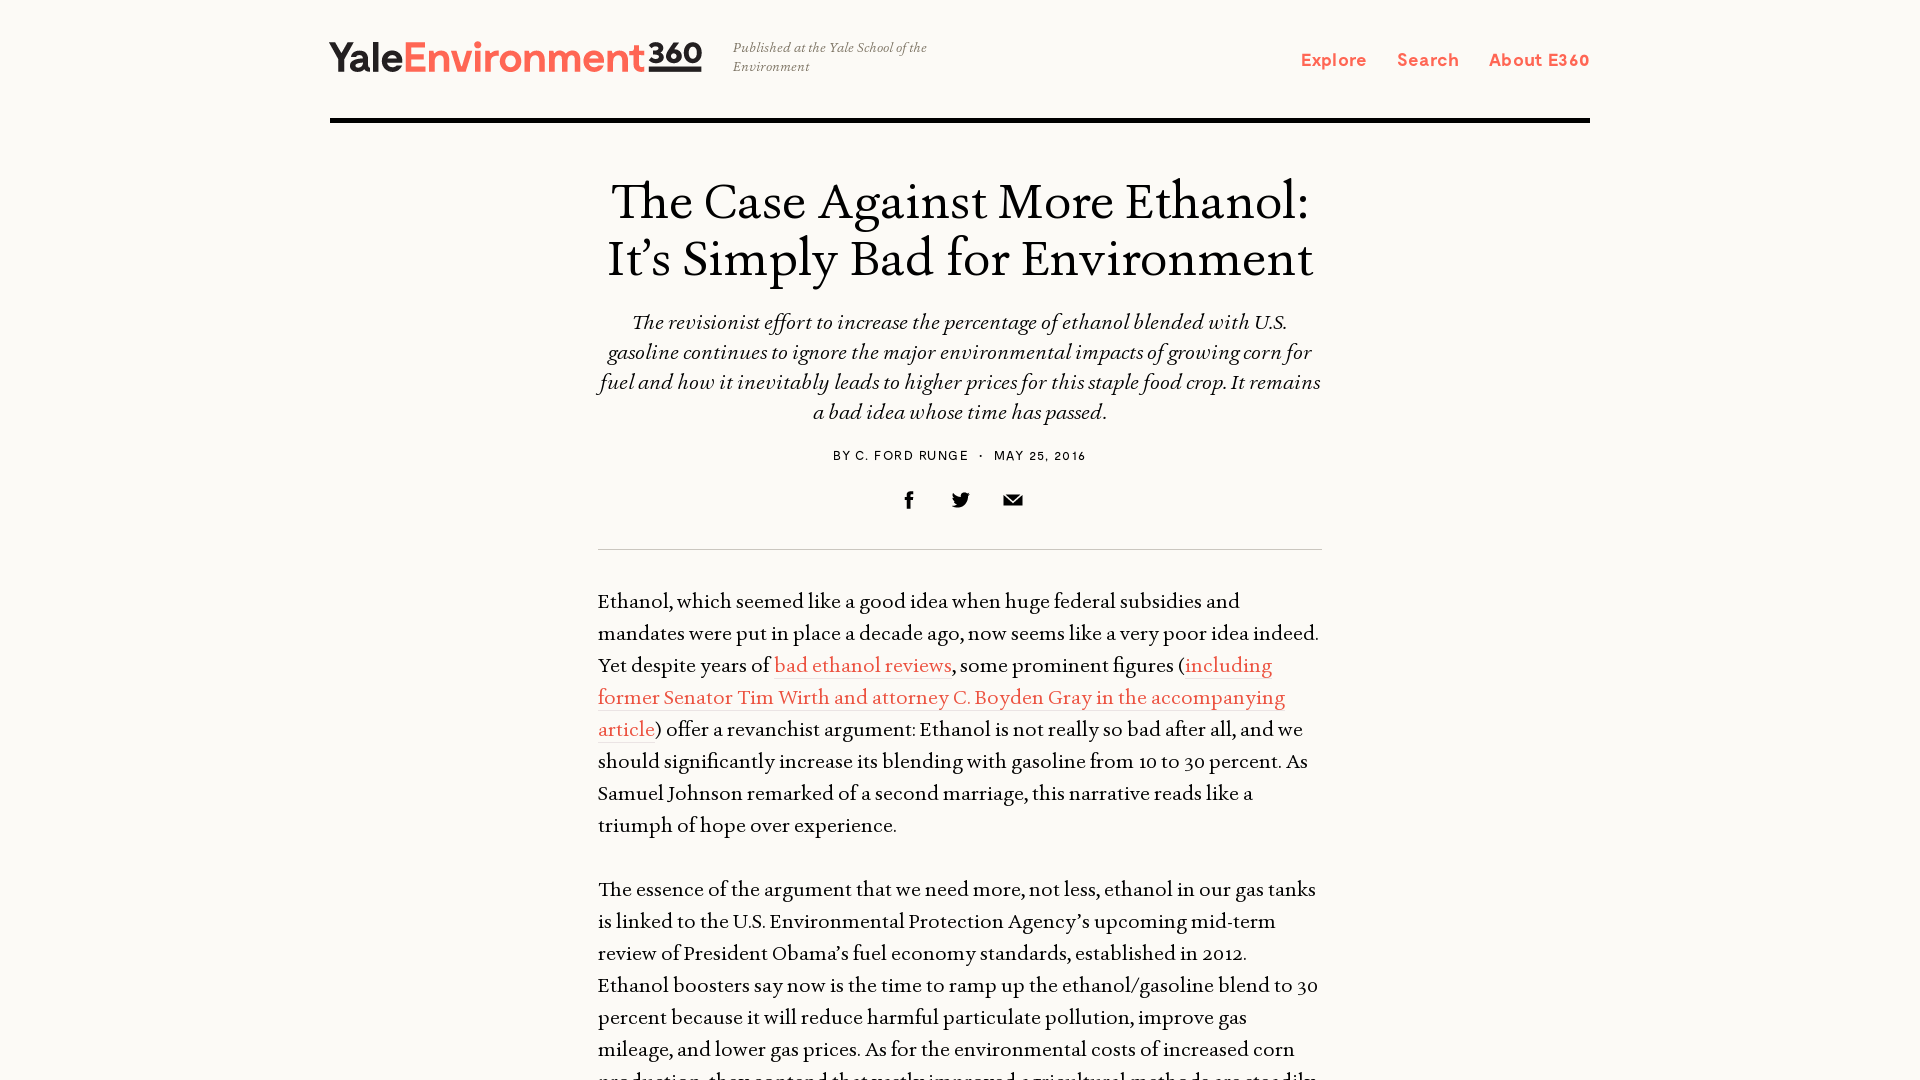 YaleEnvironment360
Published at the Yale School of the
Environment
Explore Search About E360
The Case Against More Ethanol:
It’s Simply Bad for Environment
The revisionist effort to increase the percentage of ethanol blended with U.S.
gasoline continues to ignore the major environmental impacts of growing corn for
fuel and how it inevitably leads to higher prices for this staple food crop. It remains
a bad idea whose time has passed.
BY C. FORD RUNGE · MAY 25, 2016
Ethanol, which seemed like a good idea when huge federal subsidies and
mandates were put in place a decade ago, now seems like a very poor idea indeed.
Yet despite years of bad ethanol reviews, some prominent figures (including
former Senator Tim Wirth and attorney C. Boyden Gray in the accompanying
article) offer a revanchist argument: Ethanol is not really so bad after all, and we
should significantly increase its blending with gasoline from 10 to 30 percent. As
Samuel Johnson remarked of a second marriage, this narrative reads like a
triumph of hope over experience.
The essence of the argument that we need more, not less, ethanol in our gas tanks
is linked to the U.S. Environmental Protection Agency’s upcoming mid-term
review of President Obama’s fuel economy standards, established in 2012.
Ethanol boosters say now is the time to ramp up the ethanol/gasoline blend to 30
percent because it will reduce harmful particulate pollution, improve gas
mileage, and lower gas prices. As for the environmental costs of increased corn
production, they contend that vastly improved agricultural methods are steadily